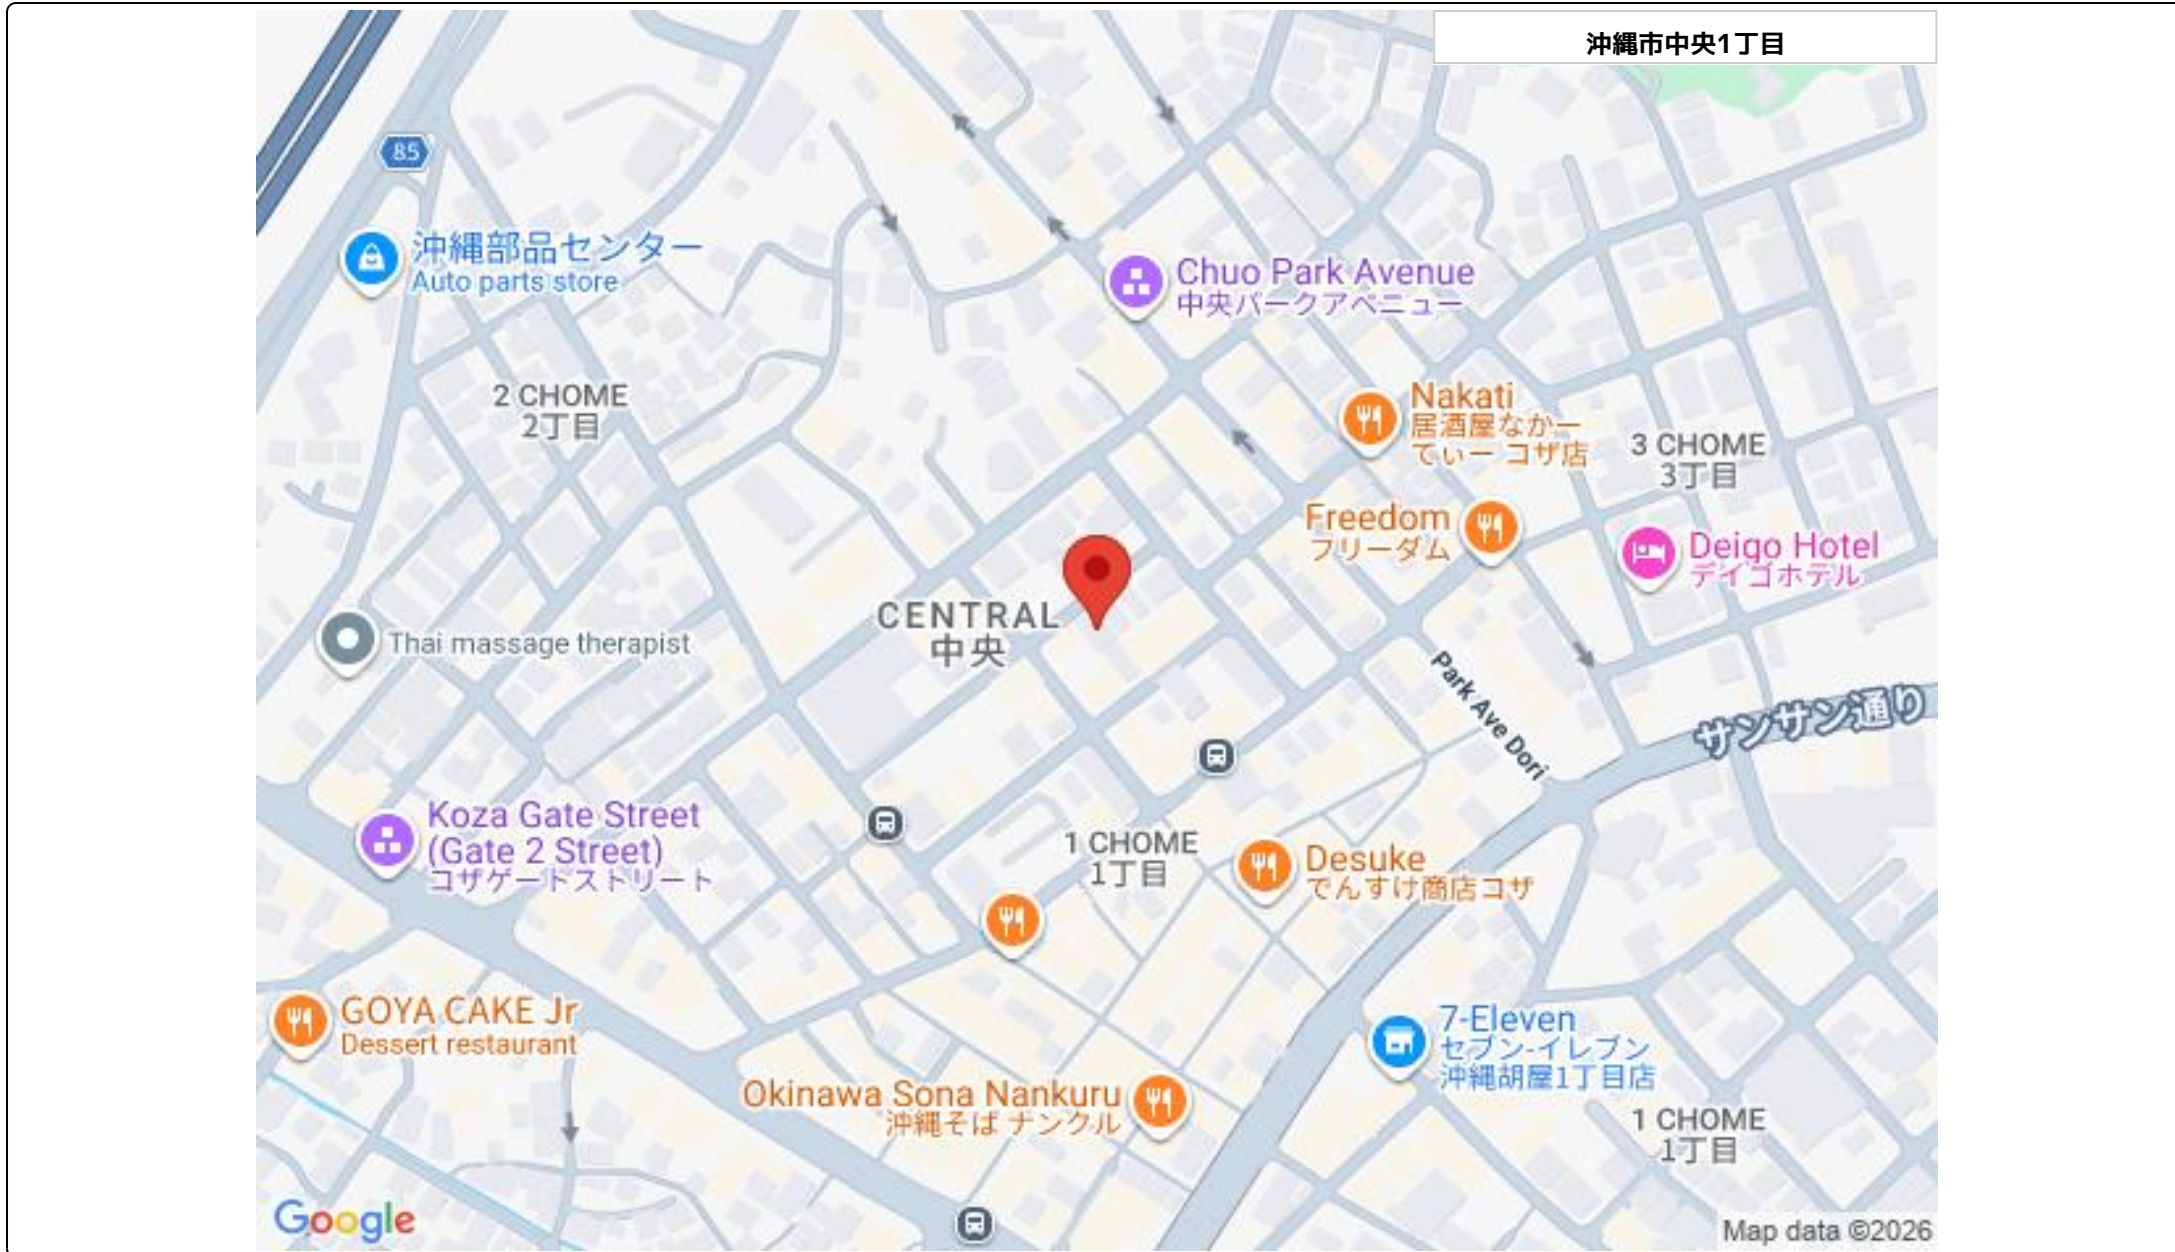 沖縄市中央1丁目
85
沖縄部品センター
Auto parts store
Chuo Park Avenue
中央パークアベニュー
2 CHOME
2丁目
Nakati
居酒屋なかー
てぃー コザ店
3 CHOME
3丁目
Freedom
フリーダム
Deigo Hotel
デイゴホテル
CENTRAL
中央
Thai massage therapist
Park Ave Dori
サンサン通り
Koza Gate Street
(Gate 2 Street)
コザゲートストリート
1 CHOME
1丁目
Desuke
でんすけ商店コザ
GOYA CAKE Jr
Dessert restaurant
7-Eleven
セブン-イレブン
沖縄胡屋1丁目店
Okinawa Sona Nankuru
沖縄そば ナンクル
1 CHOME
1丁目
Google
Map data ©2026